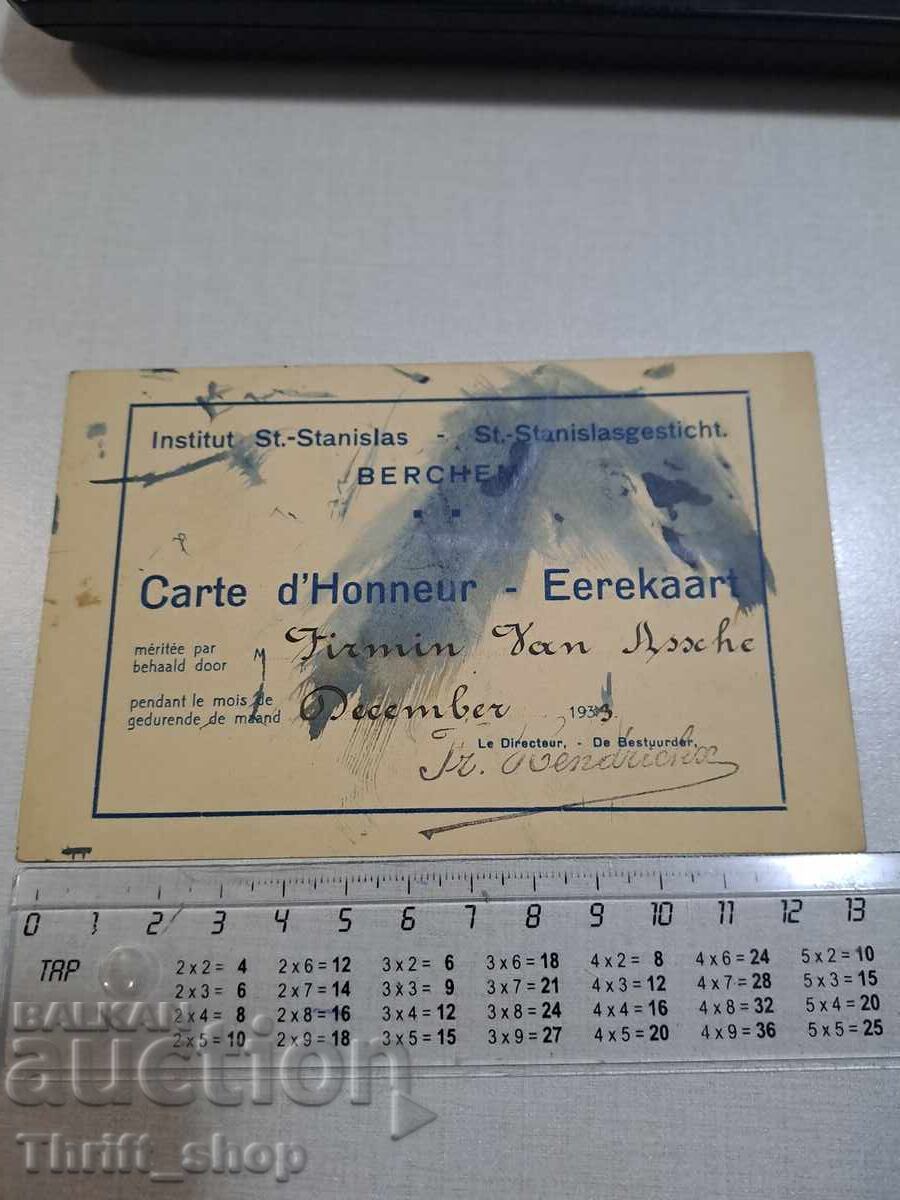 Institut St.-Stanislas - St.-Stanislasgesticht.
BERCHEM
Carte d'Honneur - Eerekaart
méritée par
behaald door
Firmin Van Assche
pendant le mois de
gedurende de maand
December 1933
Le Directeur, - De Bestuurder,
Fr. Hendrickx
0 1 2 3 4 5 6 7 8 9 10 11 12 13
TAP
2 x 2 = 4 2 x 6 = 12 3 x 2 = 6 3 x 6 = 18 4 x 2 = 8 4 x 6 = 24 5 x 2 = 10
2 x 3 = 6 2 x 7 = 14 3 x 3 = 9 3 x 7 = 21 4 x 3 = 12 4 x 7 = 28 5 x 3 = 15
2 x 4 = 8 2 x 8 = 16 3 x 4 = 12 3 x 8 = 24 4 x 4 = 16 4 x 8 = 32 5 x 4 = 20
2 x 5 = 10 2 x 9 = 18 3 x 5 = 15 3 x 9 = 27 4 x 5 = 20 4 x 9 = 36 5 x 5 = 25
BALKAN
auction
Thrift_shop